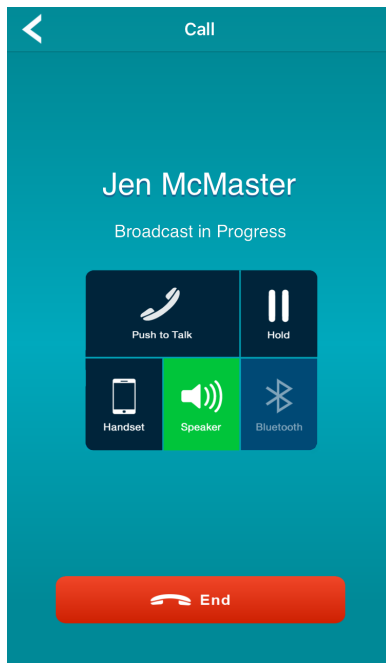 Call
Jen McMaster
Broadcast in Progress
Push to Talk
Hold
Handset
Speaker
Bluetooth
End